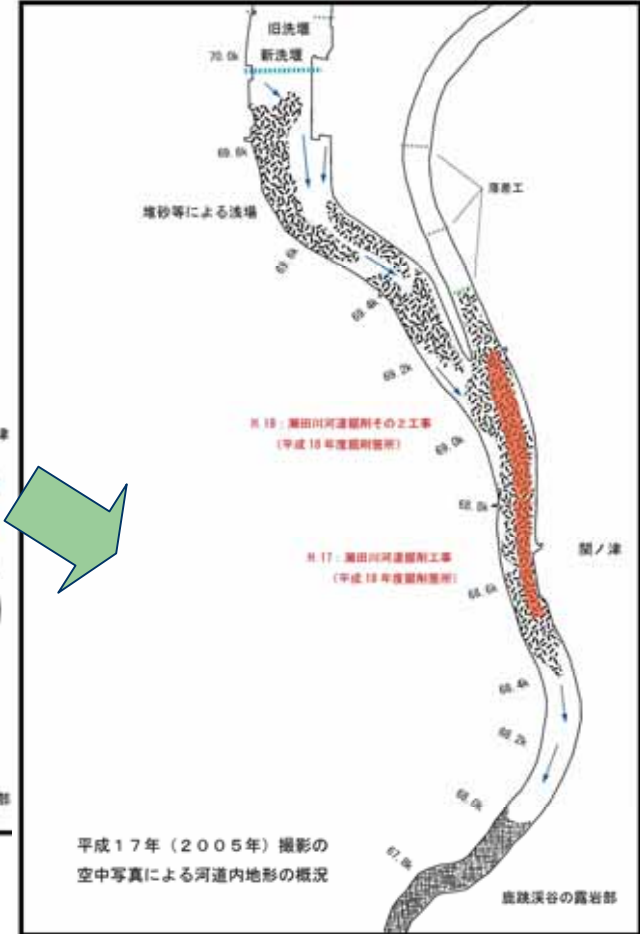 旧洗堰
新洗堰
70.0k
69.8k
落差工
堆砂等による浅場
69.6k
69.4k
69.2k
H.18：瀬田川河道掘削その２工事
（平成18年度掘削箇所）
69.0k
68.8k
関ノ津
H.17：瀬田川河道掘削工事
（平成18年度掘削箇所）
68.6k
68.4k
68.2k
68.0k
67.8k
平成１７年（２００５年）撮影の
空中写真による河道内地形の概況
鹿跳渓谷の露岩部
津
部